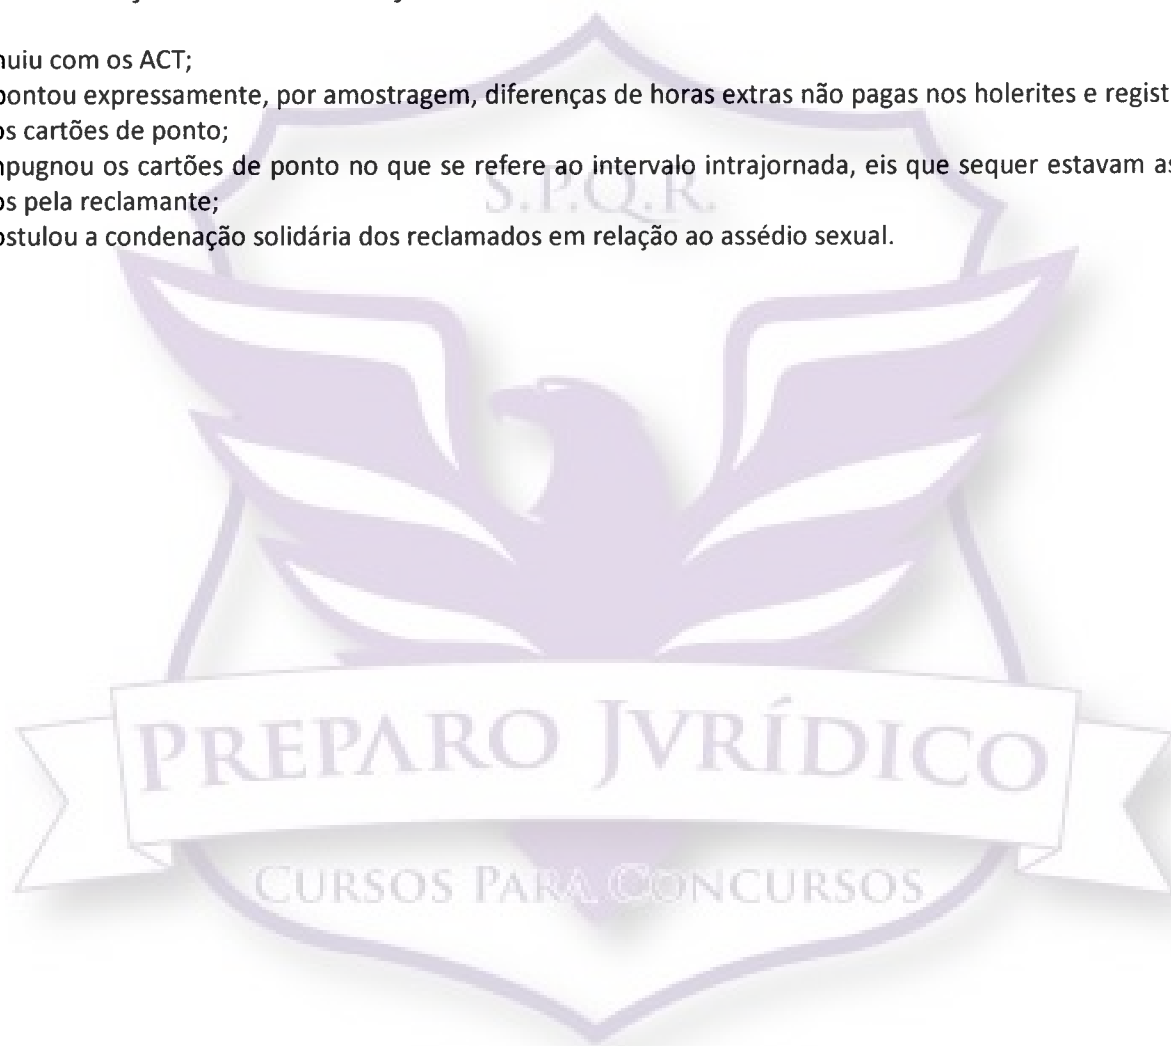 nuiu com os ACT;
pontou expressamente, por amostragem, diferenças de horas extras não pagas nos holerites e regist
os cartões de ponto;
npugnou os cartões de ponto no que se refere ao intervalo intrajornada, eis que sequer estavam as
os pela reclamante;
ostulou a condenação solidária dos reclamados em relação ao assédio sexual.
S.P.Q.R.
PREPARO JVRÍDICO
CURSOS PARA CONCURSOS